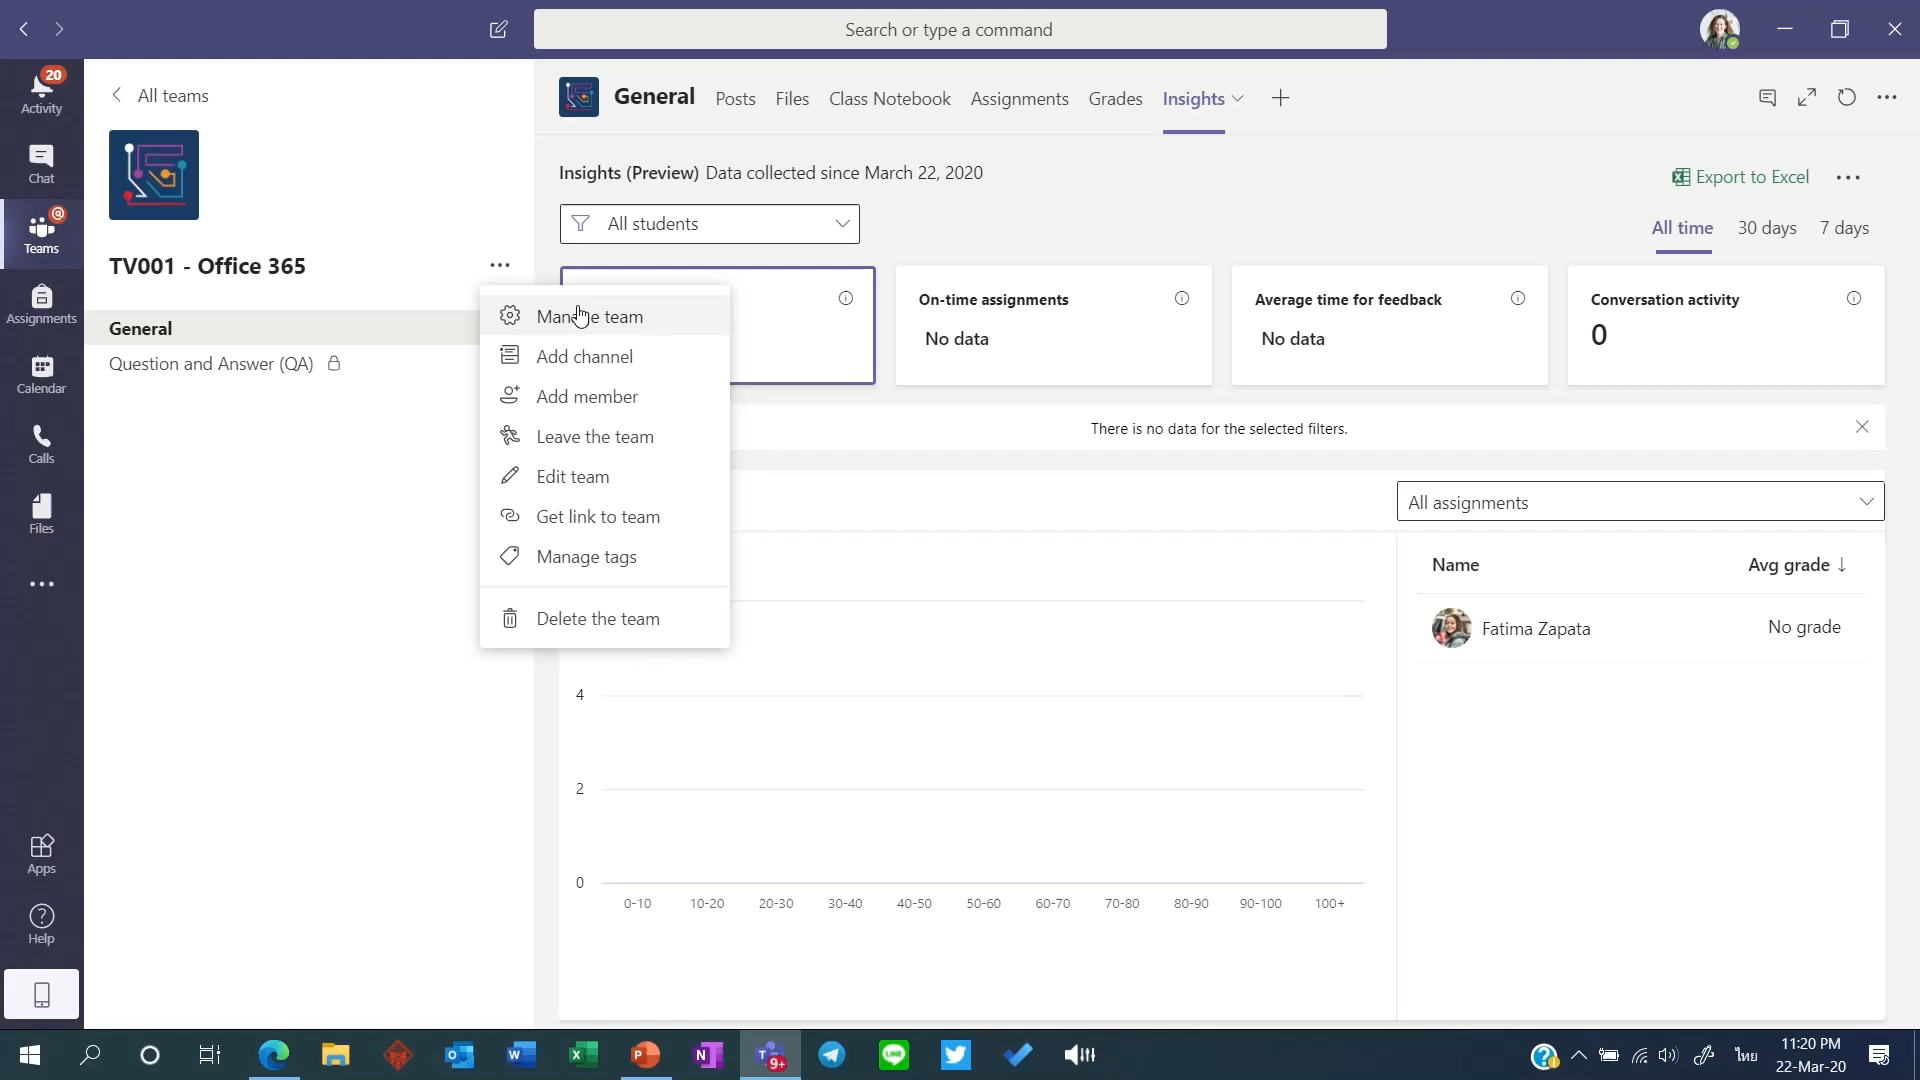 Search or type a command
20
Activity
Chat
Teams
Assignments
Calendar
Calls
Files
Apps
Help
All teams
TV001 - Office 365
General
Question and Answer (QA)
Manage team
Add channel
Add member
Leave the team
Edit team
Get link to team
Manage tags
Delete the team
General Posts Files Class Notebook Assignments Grades Insights
Insights (Preview) Data collected since March 22, 2020
Export to Excel
All students
All time 30 days 7 days
On-time assignments
No data
Average time for feedback
No data
Conversation activity
0
There is no data for the selected filters.
All assignments
Name Avg grade
Fatima Zapata No grade
4
2
0
0-10 10-20 20-30 30-40 40-50 50-60 60-70 70-80 80-90 90-100 100+
9+
ไทย
11:20 PM
22-Mar-20